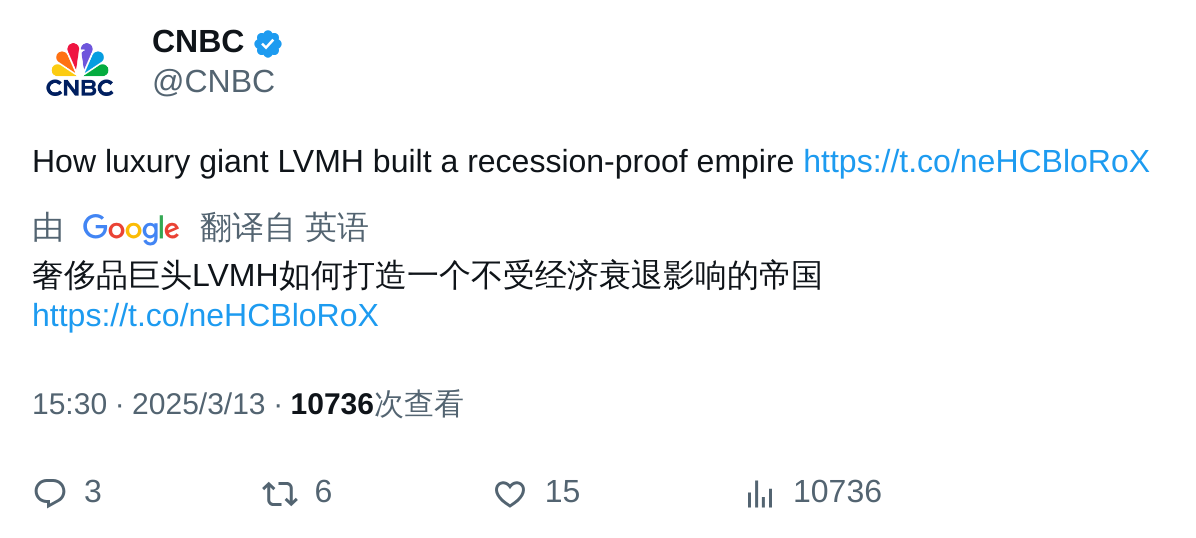 CNBC
@CNBC
CNBC
How luxury giant LVMH built a recession-proof empire https://t.co/neHCBloRoX
由 Google 翻译自 英语
奢侈品巨头LVMH如何打造一个不受经济衰退影响的帝国
https://t.co/neHCBloRoX
15:30 · 2025/3/13 · 10736次查看
3 6 15 10736